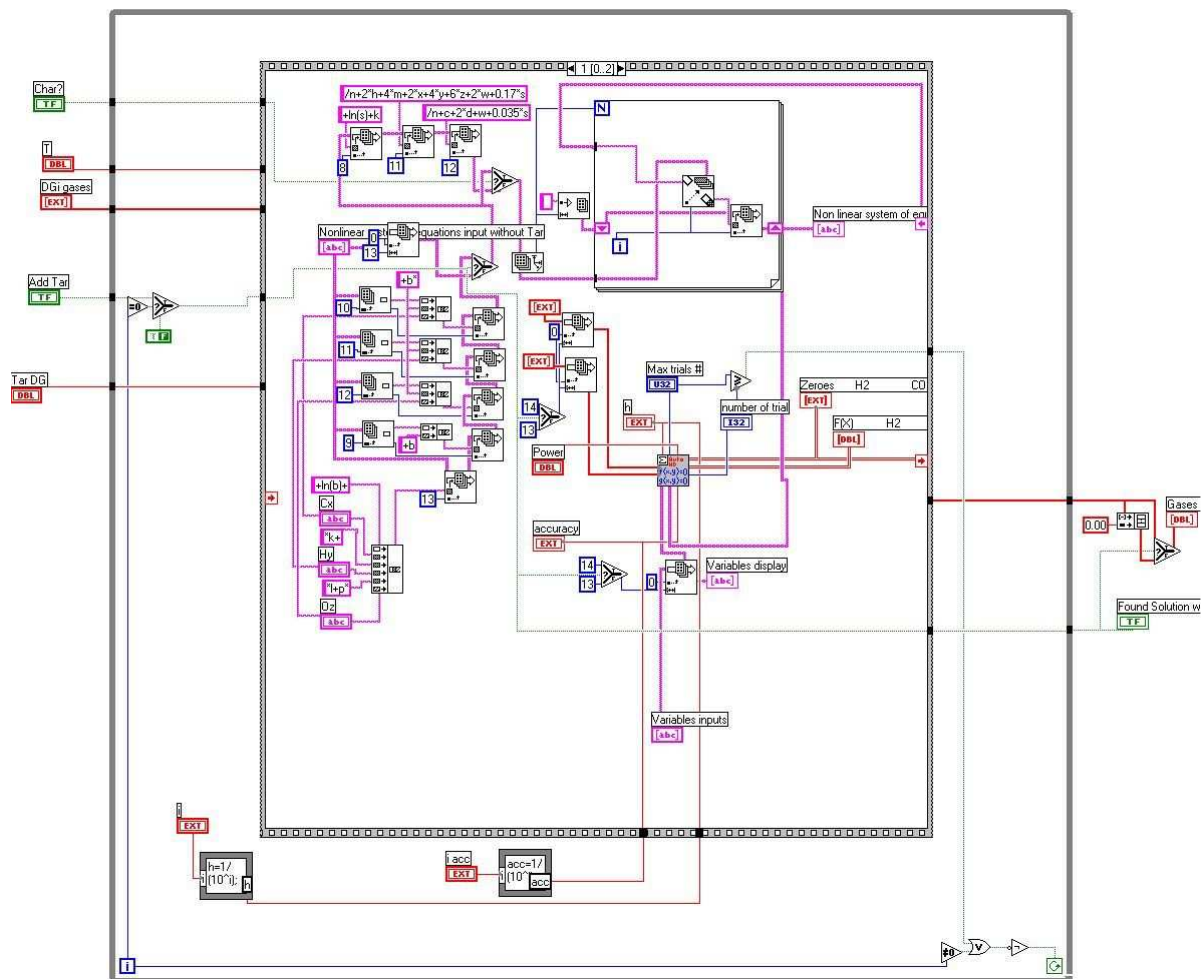 1 [0..2]
Char?
TF
/n+2*h+4*m+2*x+4*y+6*z+2*w+0.17*s
+ln(s)+k
/n+c+2*d+w+0.035*s
8
11
12
N
T
DBL
DGi gases
[EXT]
Nonlinear
equations input without Tar
[abc]
0
13
i
Non linear system of equ
[abc]
Add Tar
TF
=0
T F
+b*
10
11
12
9
+b
13
[EXT]
0
[EXT]
14
13
Max trials #
U32
number of trial
I32
Zeroes H2 CO
[EXT]
F(X) H2
[DBL]
h
EXT
Power
DBL
f(x,y)=0
g(x,y)=0
Tar DG
DBL
+ln(b)+
Cx
abc
*k+
Hy
abc
*l+p*
Oz
abc
accuracy
EXT
14
13
0
Variables display
[abc]
0.00
Gases
[DBL]
Found Solution w
TF
Variables inputs
[abc]
i
EXT
i
h=1/
(10^i);
h
i acc
EXT
i
acc=1/
(10^
acc
i
≠0
V